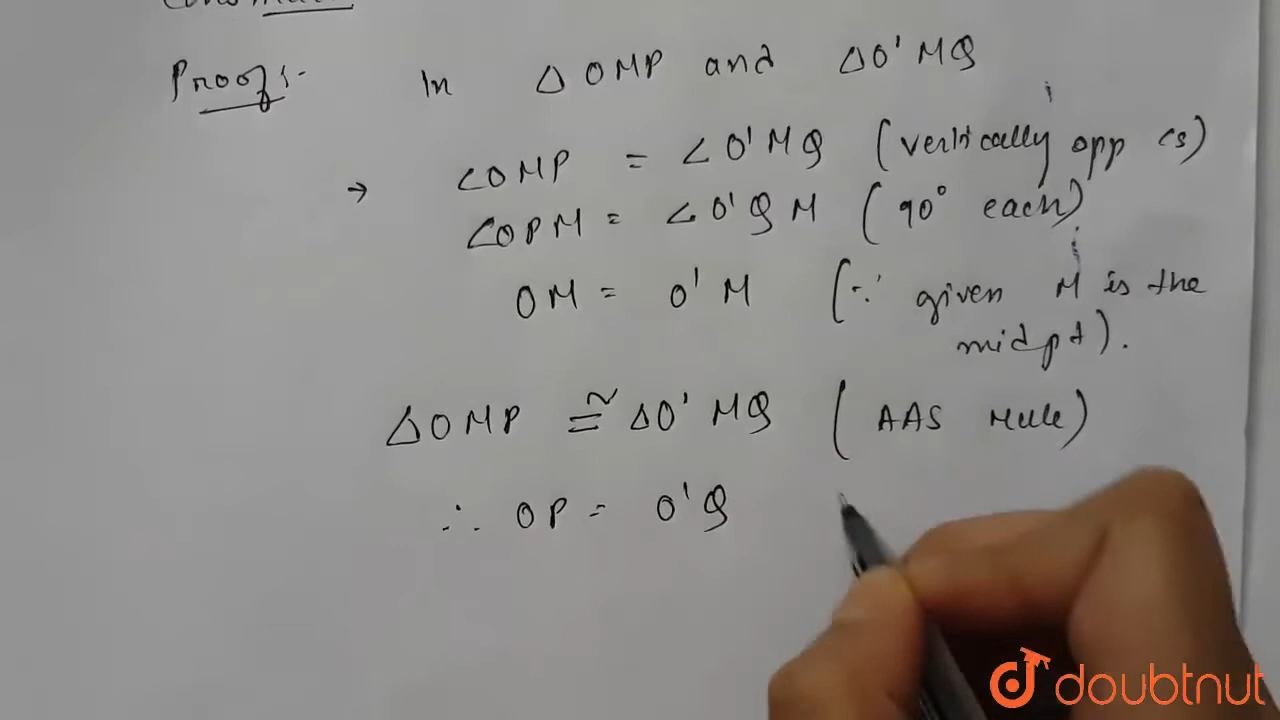 Proof:-
In △OMP and △O'MQ
→ ∠OMP = ∠O'MQ (vertically opp ∠s)
∠OPM = ∠O'QM (90° each)
OM = O'M (∵ given M is the
midpt).
△OMP ≅ △O'MQ (AAS rule)
∴ OP = O'Q
doubtnut